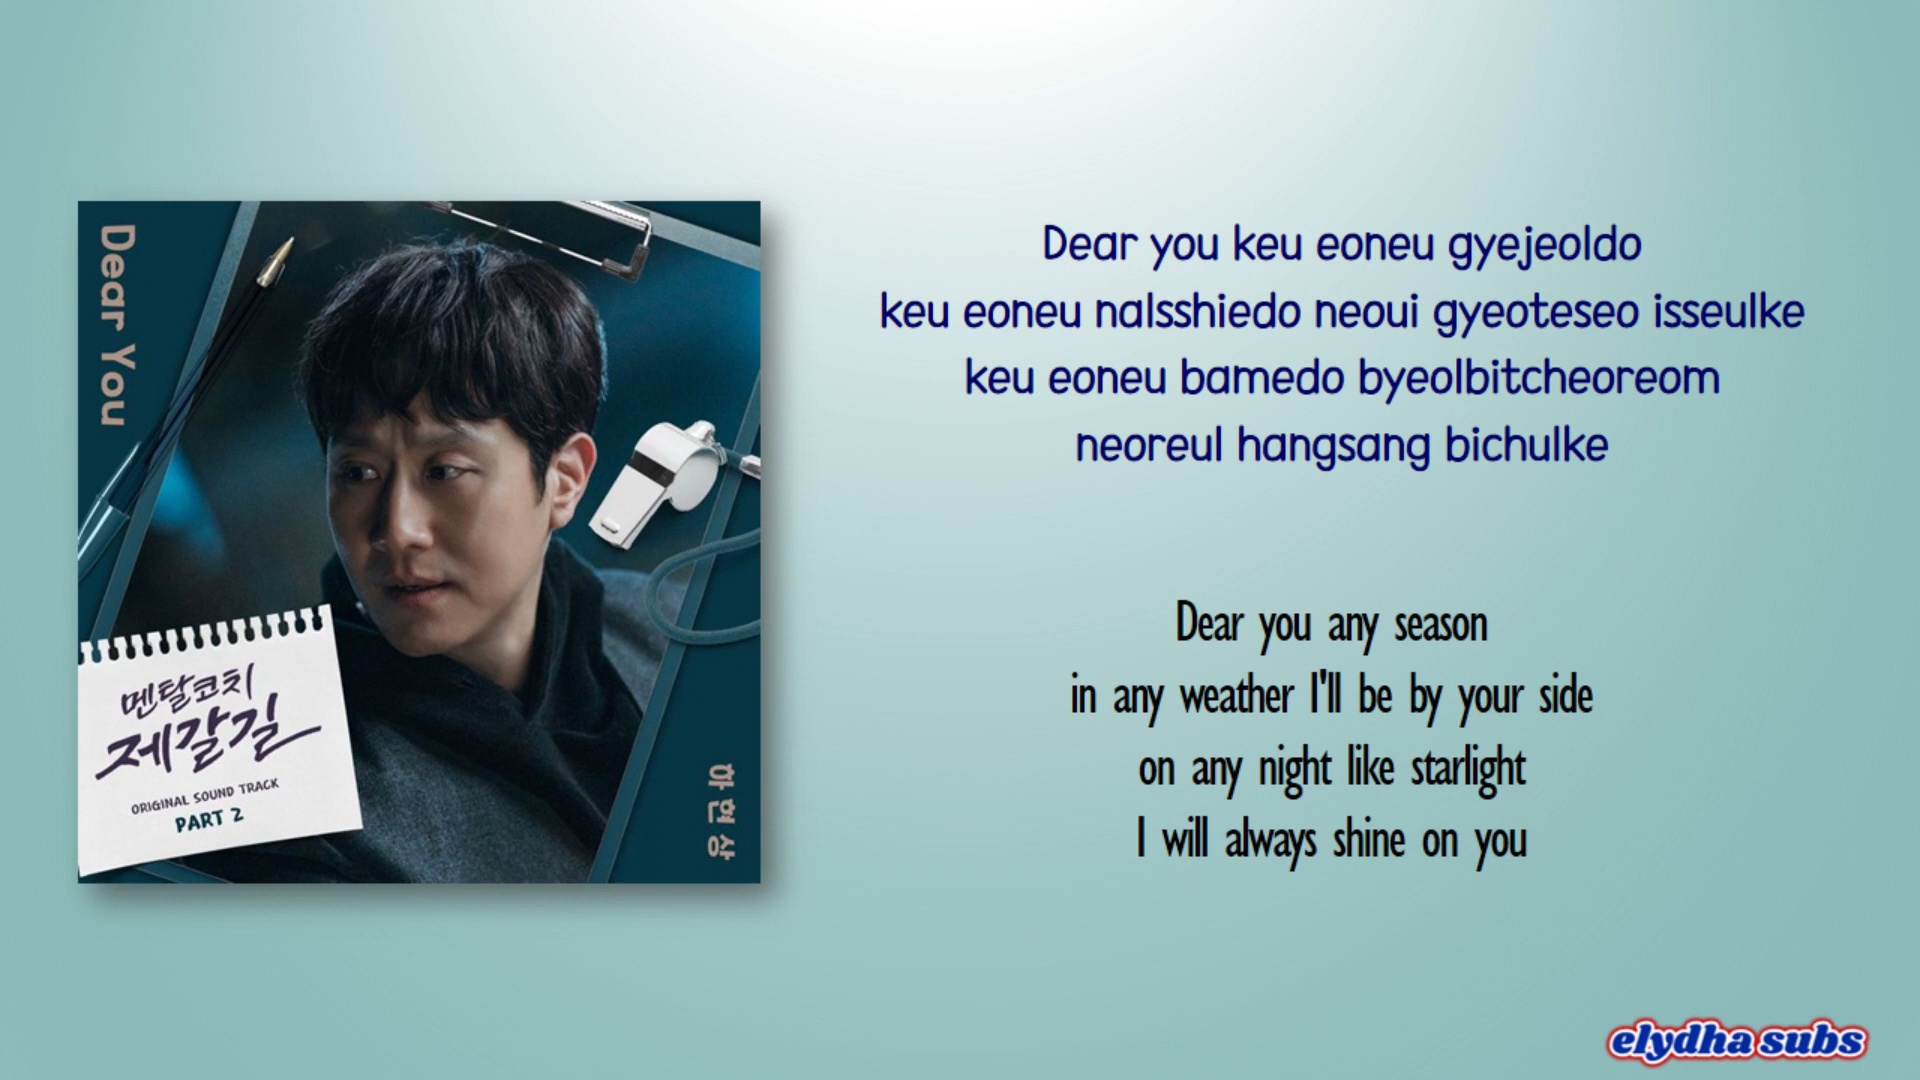 Dear You
멘탈코치
제갈길
ORIGINAL SOUND TRACK
PART 2
하현상
Dear you keu eoneu gyejeoldo
keu eoneu nalsshiedo neoui gyeoteseo isseulke
keu eoneu bamedo byeolbitcheoreom
neoreul hangsang bichulke
Dear you any season
in any weather I'll be by your side
on any night like starlight
I will always shine on you
elydha subs